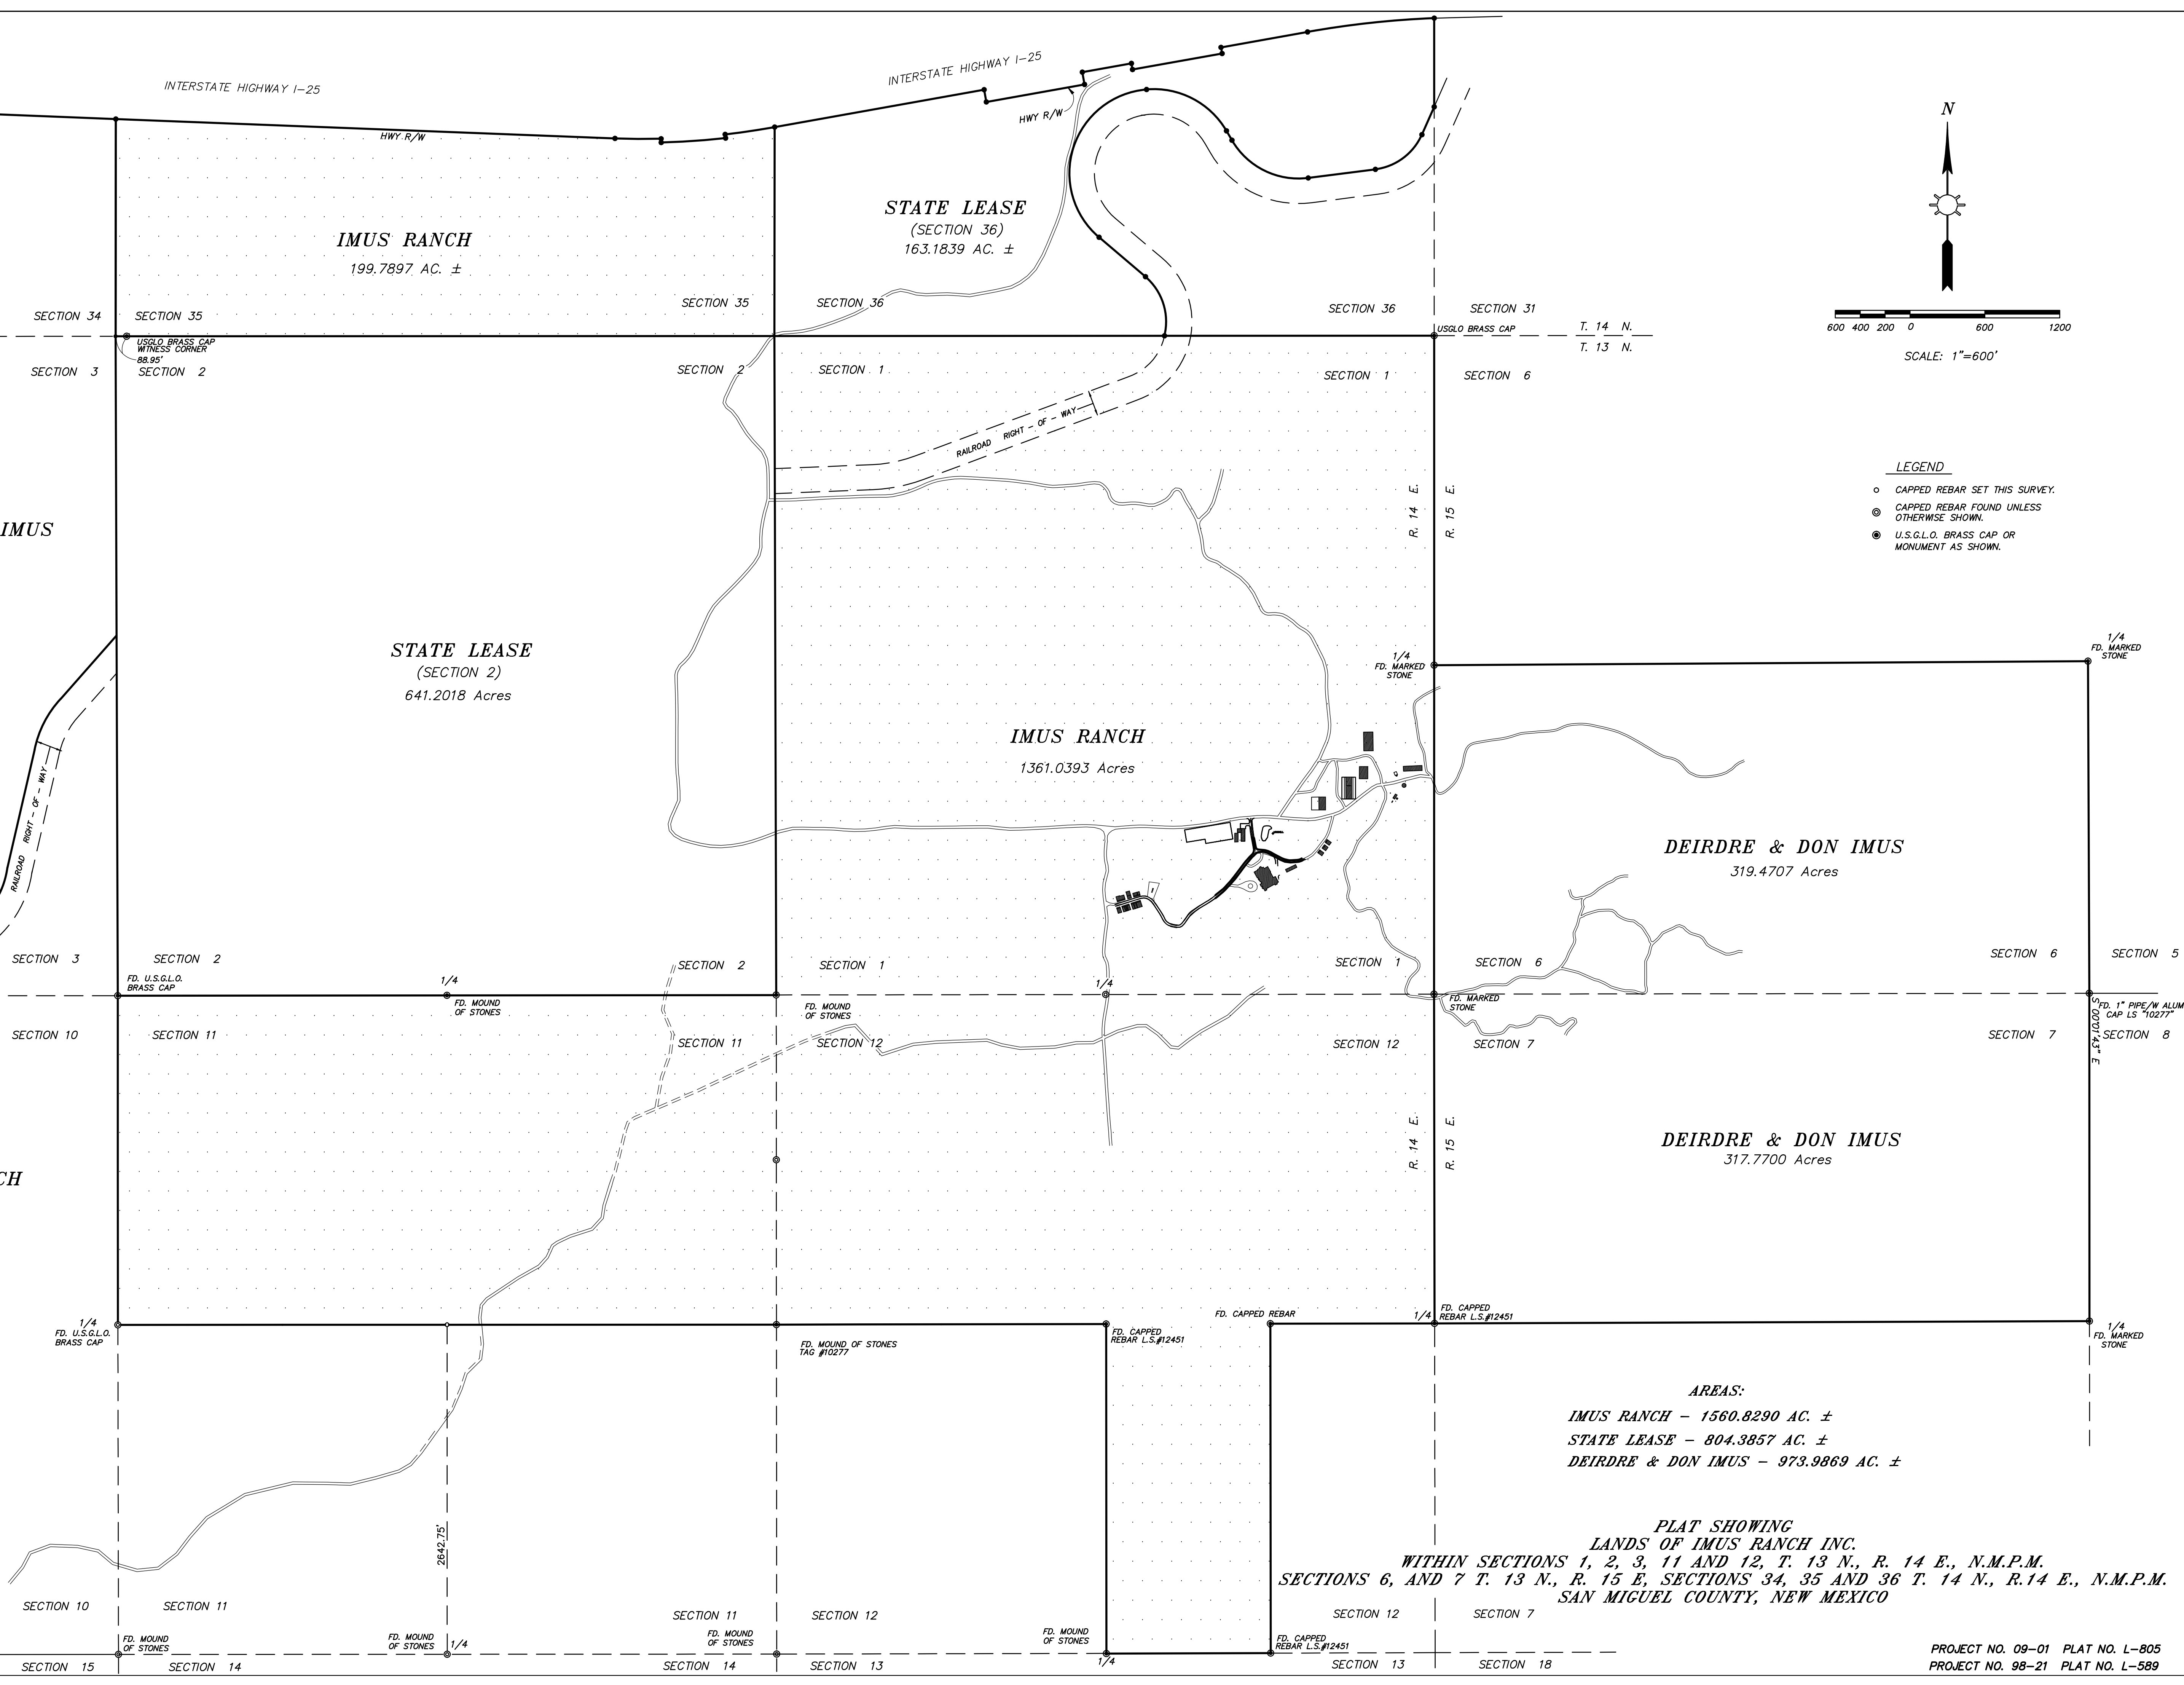 INTERSTATE HIGHWAY I-25
INTERSTATE HIGHWAY I-25
HWY R/W
HWY R/W
N
IMUS RANCH
199.7897 AC. ±
STATE LEASE
(SECTION 36)
163.1839 AC. ±
SECTION 34
SECTION 35
SECTION 35
SECTION 36
SECTION 36
SECTION 31
600 400 200 0 600 1200
SCALE: 1"=600'
USGLO BRASS CAP
WITNESS CORNER
88.95'
USGLO BRASS CAP
T. 14 N.
T. 13 N.
SECTION 3
SECTION 2
SECTION 2
SECTION 1
SECTION 1
SECTION 6
RAILROAD RIGHT - OF - WAY
LEGEND
CAPPED REBAR SET THIS SURVEY.
CAPPED REBAR FOUND UNLESS
OTHERWISE SHOWN.
U.S.G.L.O. BRASS CAP OR
MONUMENT AS SHOWN.
R. 14 E.
R. 15 E.
IMUS
STATE LEASE
(SECTION 2)
641.2018 Acres
1/4
FD. MARKED
STONE
1/4
FD. MARKED
STONE
IMUS RANCH
1361.0393 Acres
RAILROAD RIGHT - OF - WAY
DEIRDRE & DON IMUS
319.4707 Acres
SECTION 3
SECTION 2
SECTION 2
SECTION 1
SECTION 1
SECTION 6
SECTION 6
SECTION 5
FD. U.S.G.L.O.
BRASS CAP
1/4
FD. MOUND
OF STONES
FD. MOUND
OF STONES
1/4
FD. MARKED
STONE
FD. 1" PIPE/W ALUM
CAP LS "10277"
S 00°01'43" E
SECTION 10
SECTION 11
SECTION 11
SECTION 12
SECTION 12
SECTION 7
SECTION 7
SECTION 8
R. 14 E.
R. 15 E.
DEIRDRE & DON IMUS
317.7700 Acres
CH
1/4
FD. U.S.G.L.O.
BRASS CAP
FD. MOUND OF STONES
TAG #10277
FD. CAPPED
REBAR L.S.#12451
FD. CAPPED REBAR
1/4
FD. CAPPED
REBAR L.S.#12451
1/4
FD. MARKED
STONE
AREAS:
IMUS RANCH - 1560.8290 AC. ±
STATE LEASE - 804.3857 AC. ±
DEIRDRE & DON IMUS - 973.9869 AC. ±
2642.75'
PLAT SHOWING
LANDS OF IMUS RANCH INC.
WITHIN SECTIONS 1, 2, 3, 11 AND 12, T. 13 N., R. 14 E., N.M.P.M.
SECTIONS 6, AND 7 T. 13 N., R. 15 E, SECTIONS 34, 35 AND 36 T. 14 N., R.14 E., N.M.P.M.
SAN MIGUEL COUNTY, NEW MEXICO
SECTION 10
SECTION 11
SECTION 11
SECTION 12
SECTION 12
SECTION 7
FD. MOUND
OF STONES
FD. MOUND
OF STONES
1/4
FD. MOUND
OF STONES
FD. MOUND
OF STONES
1/4
FD. CAPPED
REBAR L.S.#12451
SECTION 15
SECTION 14
SECTION 14
SECTION 13
SECTION 13
SECTION 18
PROJECT NO. 09-01 PLAT NO. L-805
PROJECT NO. 98-21 PLAT NO. L-589